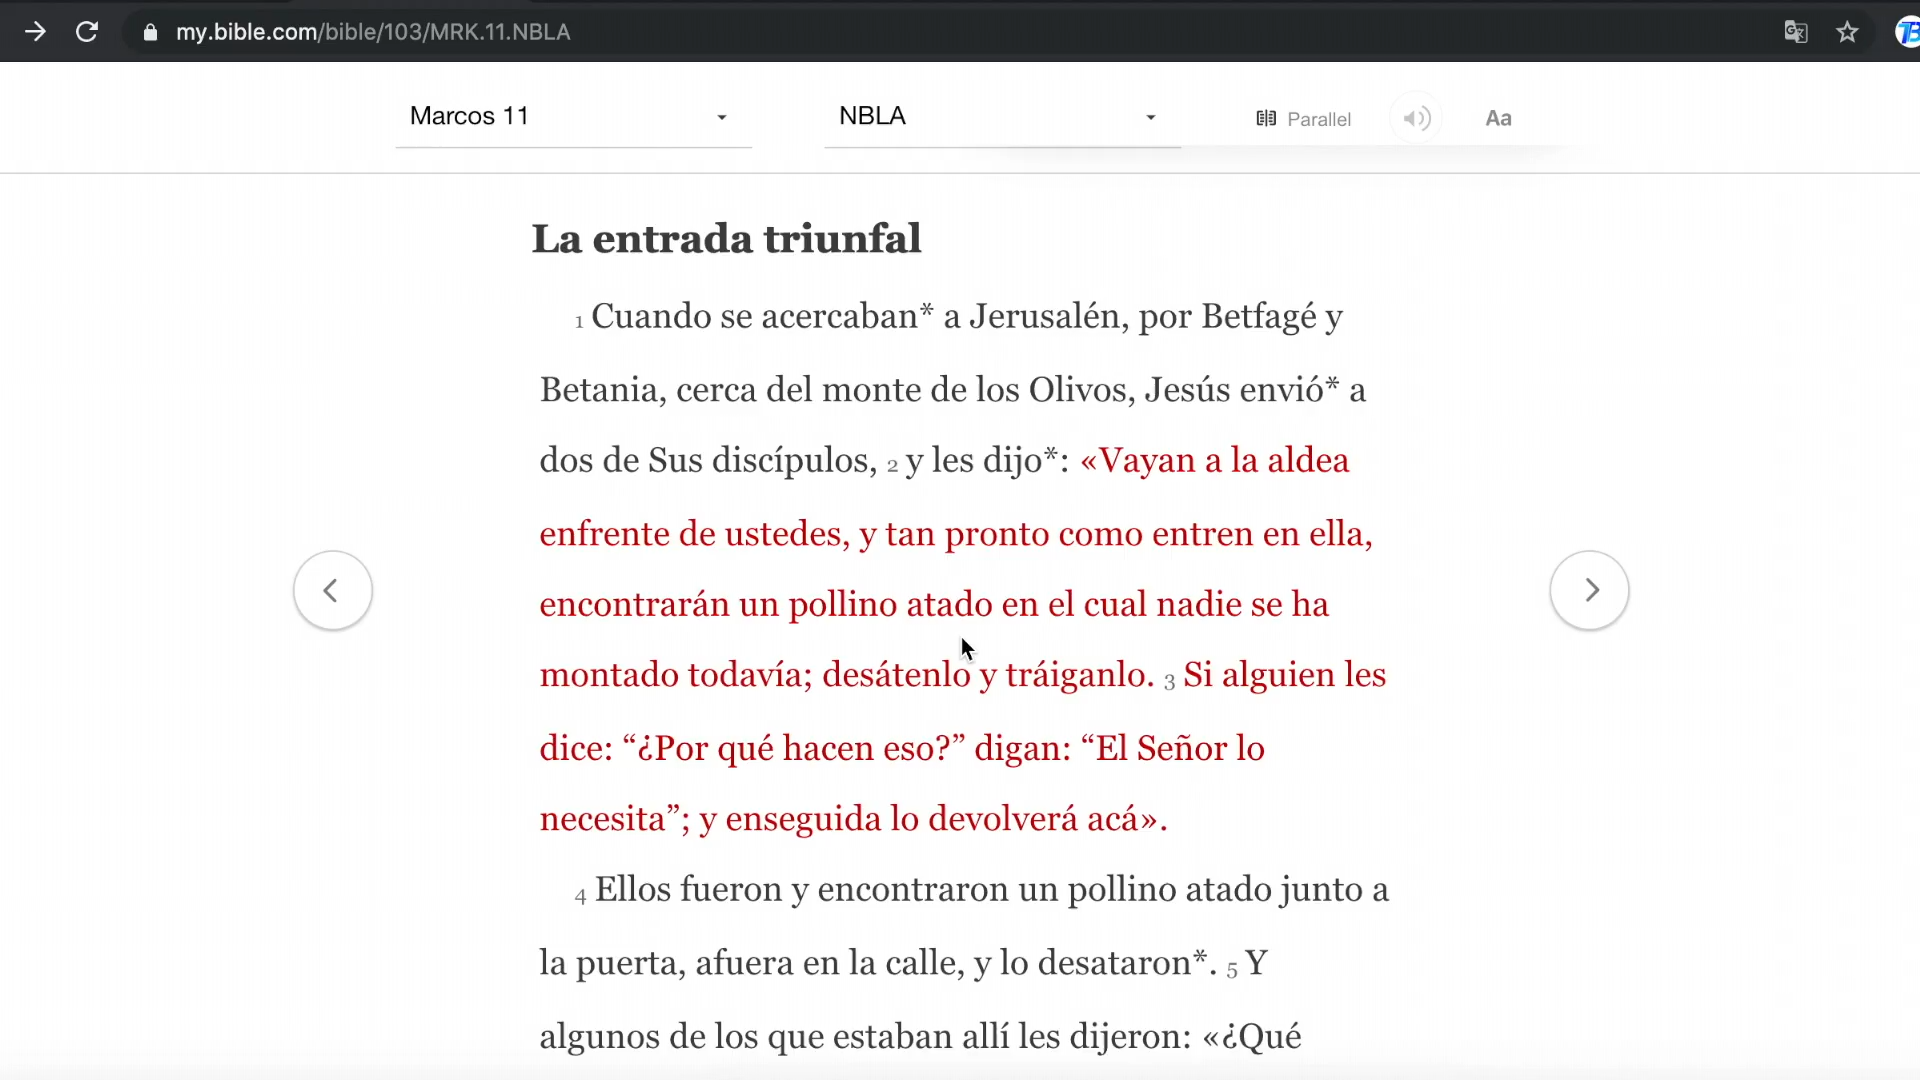 my.bible.com/bible/103/MRK.11.NBLA
Marcos 11
NBLA
Parallel
Aa
La entrada triunfal
1 Cuando se acercaban* a Jerusalén, por Betfagé y
Betania, cerca del monte de los Olivos, Jesús envió* a
dos de Sus discípulos, 2 y les dijo*: «Vayan a la aldea
enfrente de ustedes, y tan pronto como entren en ella,
encontrarán un pollino atado en el cual nadie se ha
montado todavía; desátenlo y tráiganlo. 3 Si alguien les
dice: “¿Por qué hacen eso?” digan: “El Señor lo
necesita”; y enseguida lo devolverá acá».
4 Ellos fueron y encontraron un pollino atado junto a
la puerta, afuera en la calle, y lo desataron*. 5 Y
algunos de los que estaban allí les dijeron: «¿Qué